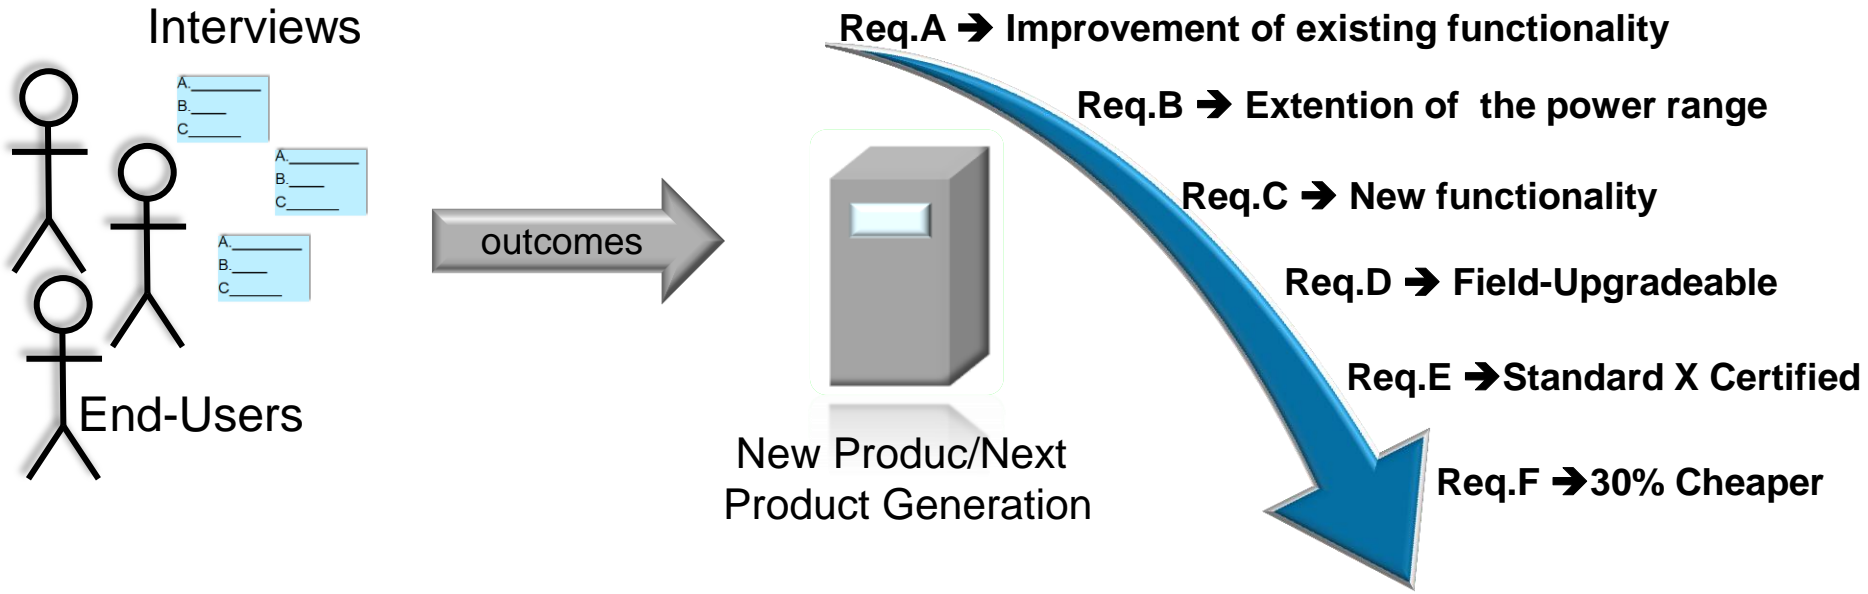 Interviews
A.
B.
C
A.
B.
C
A.
B.
C
End-Users
outcomes
New Produc/Next
Product Generation
Req.A ➔ Improvement of existing functionality
Req.B ➔ Extention of the power range
Req.C ➔ New functionality
Req.D ➔ Field-Upgradeable
Req.E ➔Standard X Certified
Req.F ➔30% Cheaper